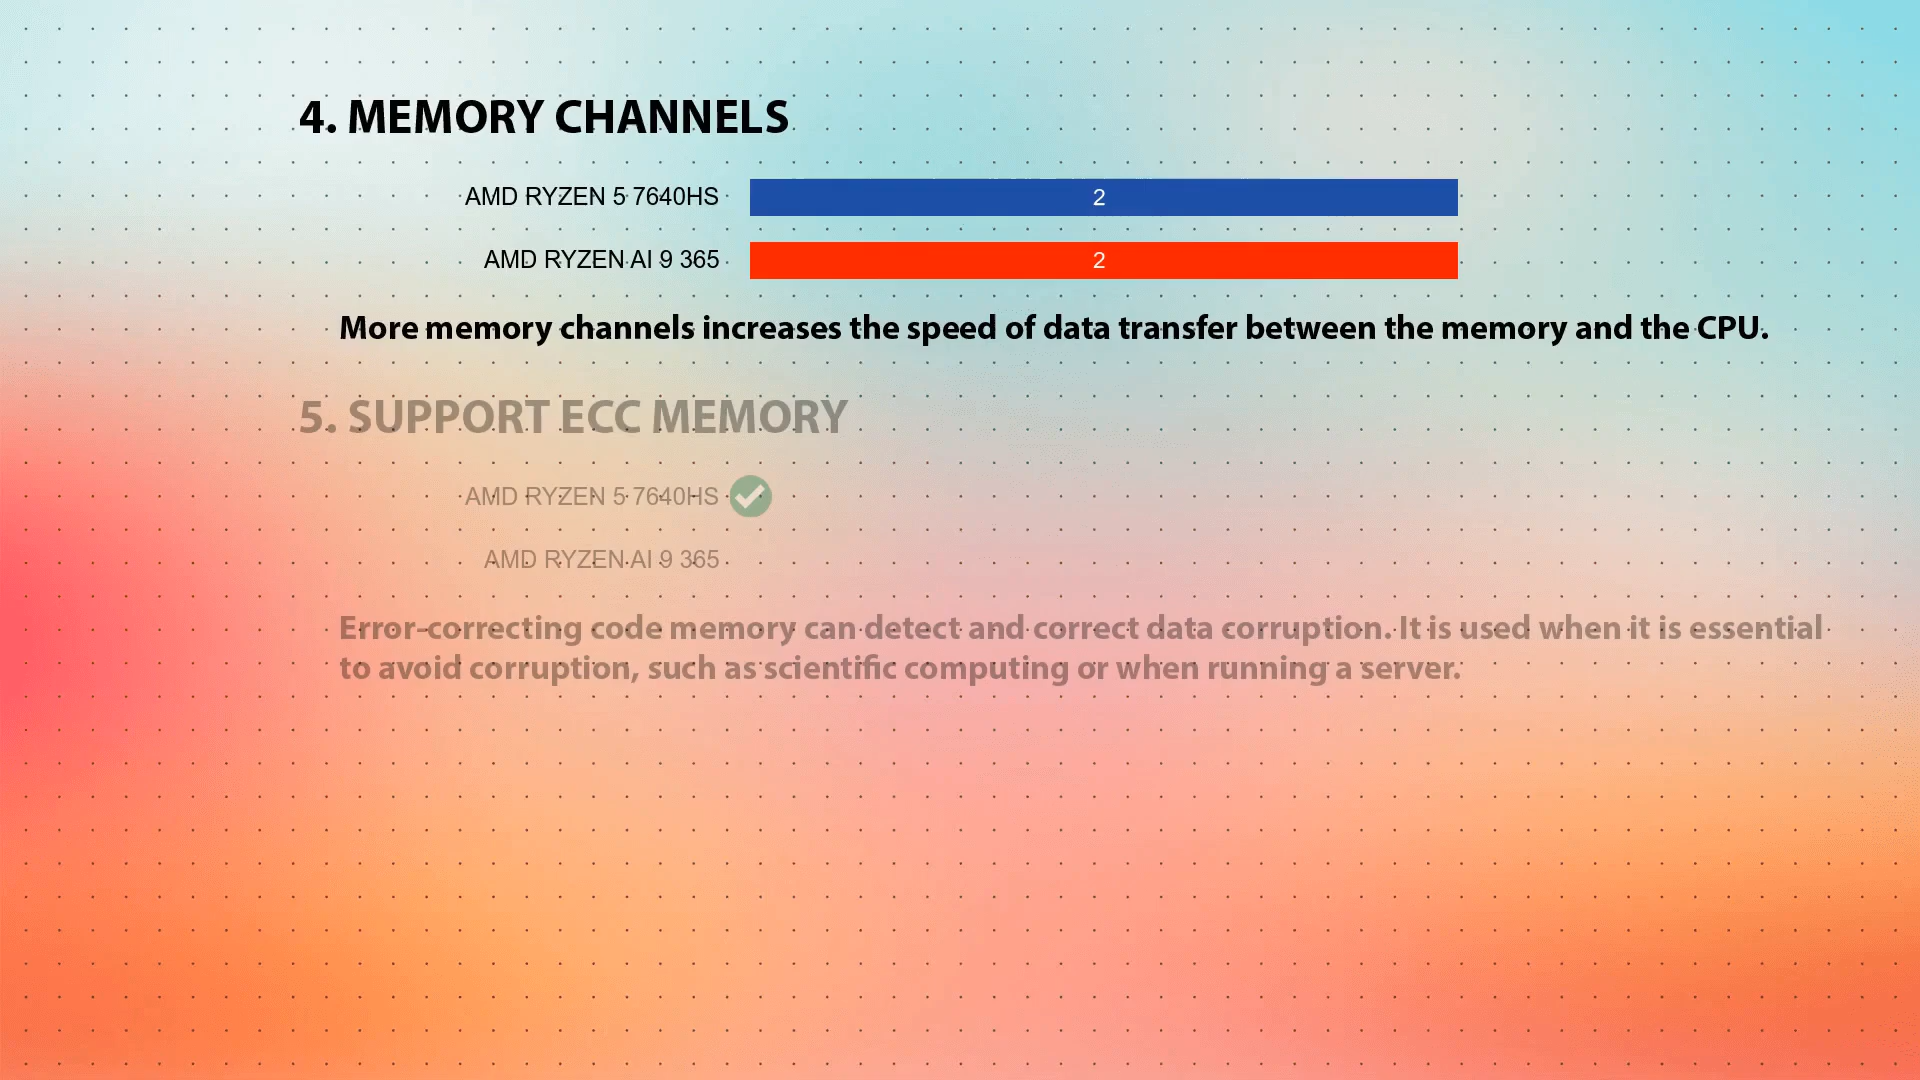 4. MEMORY CHANNELS
AMD RYZEN 5 7640HS
2
AMD RYZEN AI 9 365
2
More memory channels increases the speed of data transfer between the memory and the CPU.
5. SUPPORT ECC MEMORY
AMD RYZEN 5 7640HS
AMD RYZEN AI 9 365
Error-correcting code memory can detect and correct data corruption. It is used when it is essential
to avoid corruption, such as scientific computing or when running a server.